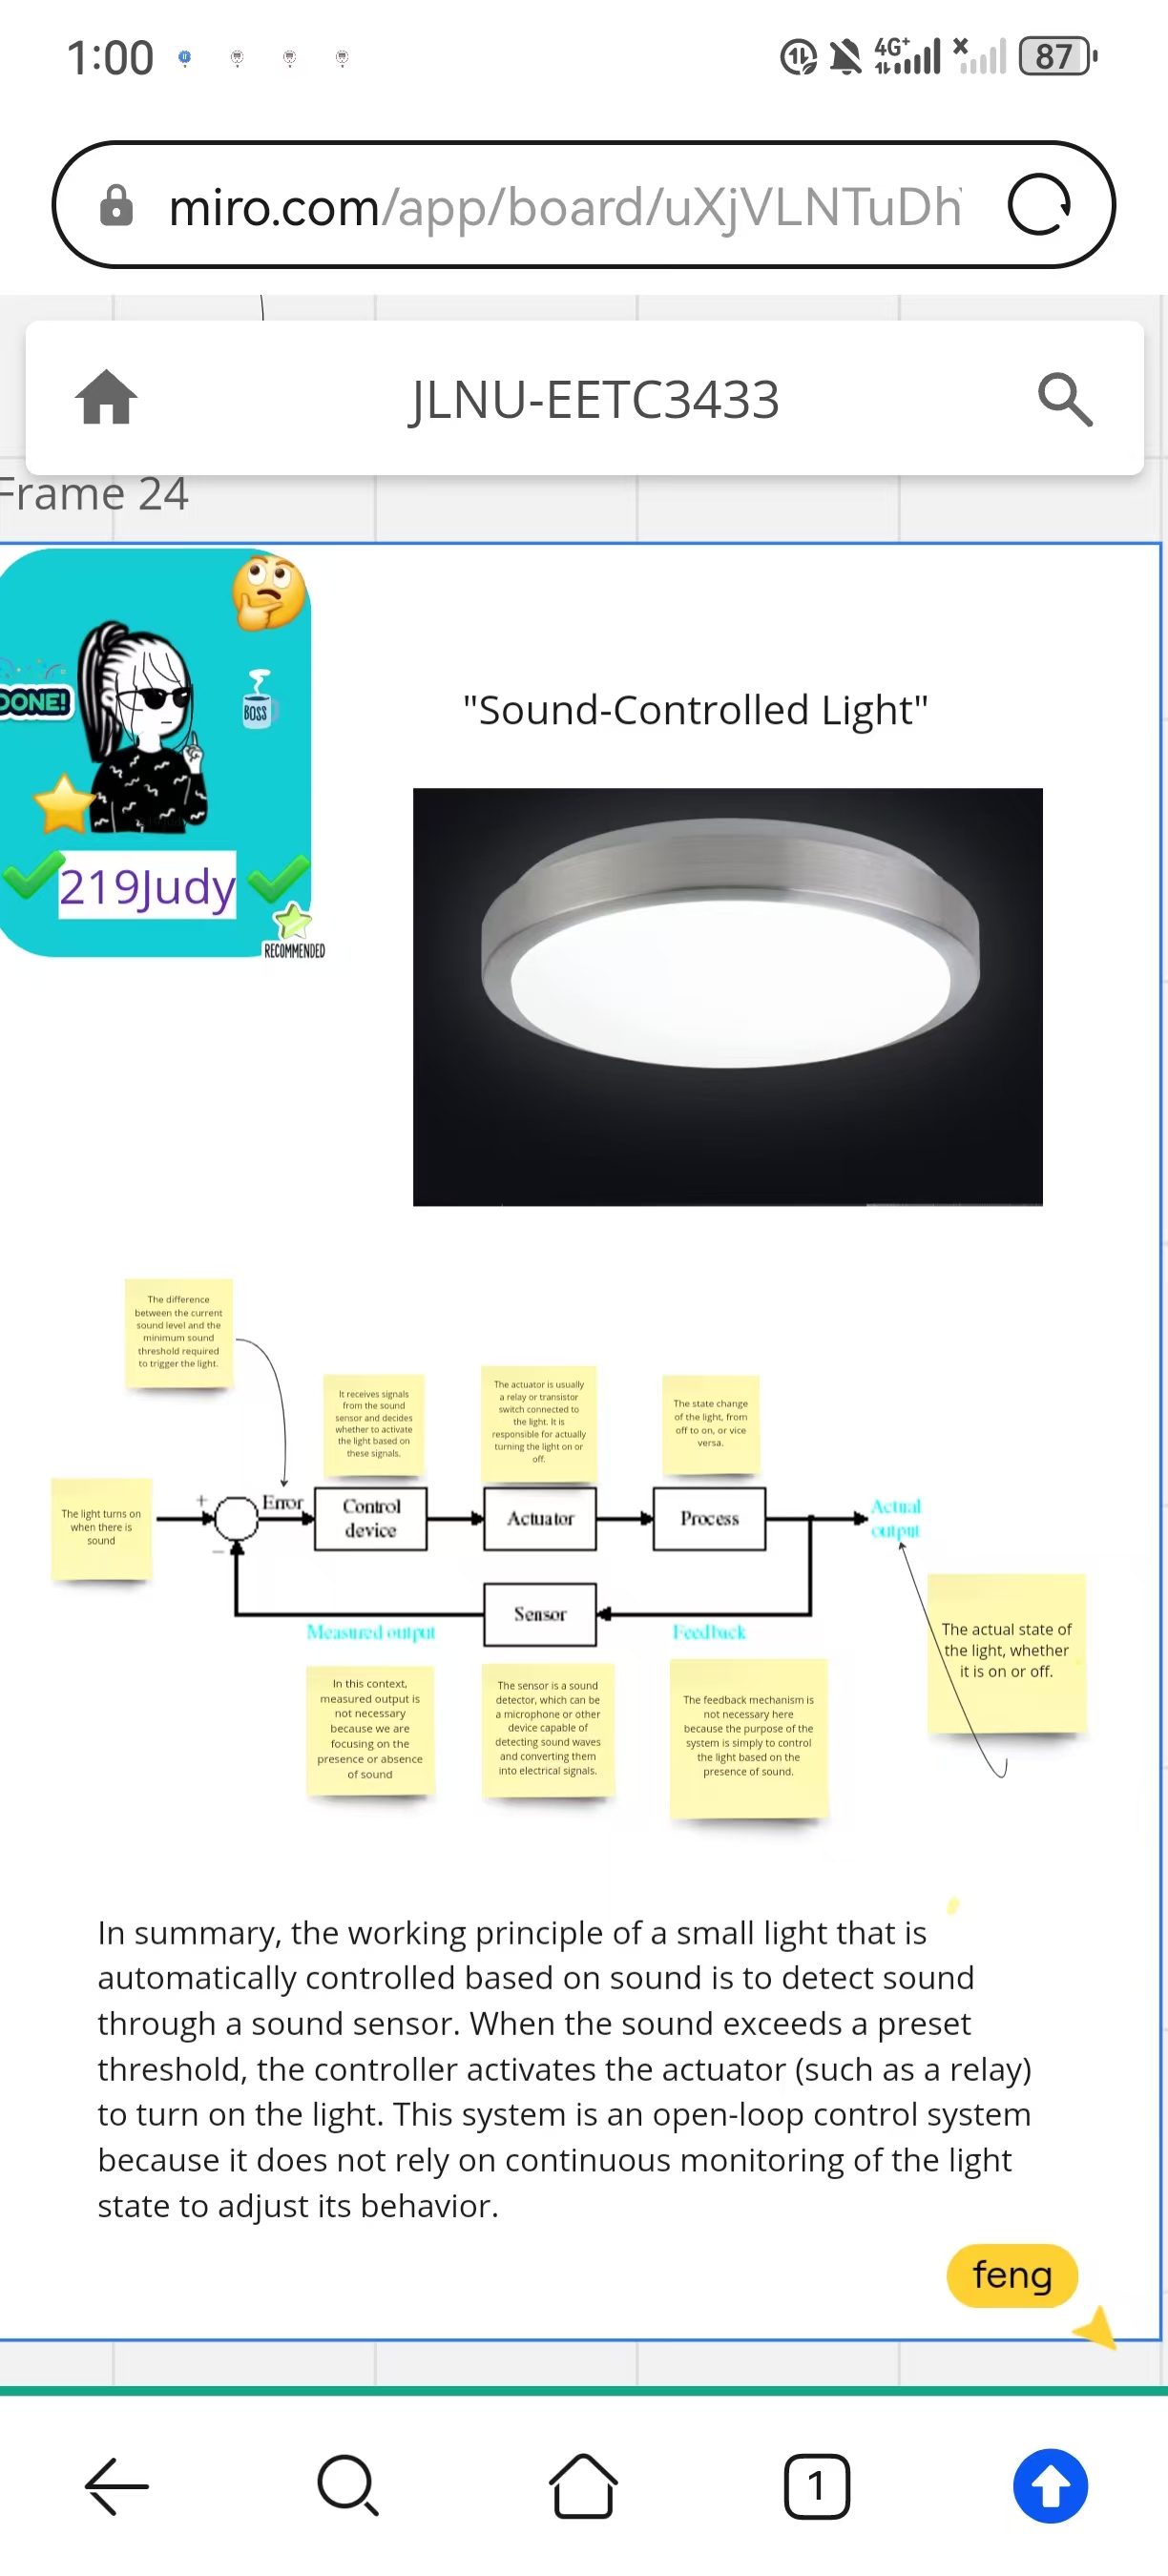 1:00
4G+
87
miro.com/app/board/uXjVLNTuDh
JLNU-EETC3433
Frame 24
DONE!
BOSS
219Judy
RECOMMENDED
"Sound-Controlled Light"
The difference
between the current
sound level and the
minimum sound
threshold required
to trigger the light.
It receives signals
from the sound
sensor and decides
whether to activate
the light based on
these signals.
The actuator is usually
a relay or transistor
switch connected to
the light. It is
responsible for actually
turning the light on or
off.
The state change
of the light, from
off to on, or vice
versa.
The light turns on
when there is
sound
+
−
Error
Control
device
Actuator
Process
Actual
output
Sensor
Measured output
Feedback
The actual state of
the light, whether
it is on or off.
In this context,
measured output is
not necessary
because we are
focusing on the
presence or absence
of sound
The sensor is a sound
detector, which can be
a microphone or other
device capable of
detecting sound waves
and converting them
into electrical signals.
The feedback mechanism is
not necessary here
because the purpose of the
system is simply to control
the light based on the
presence of sound.
In summary, the working principle of a small light that is
automatically controlled based on sound is to detect sound
through a sound sensor. When the sound exceeds a preset
threshold, the controller activates the actuator (such as a relay)
to turn on the light. This system is an open-loop control system
because it does not rely on continuous monitoring of the light
state to adjust its behavior.
feng
1